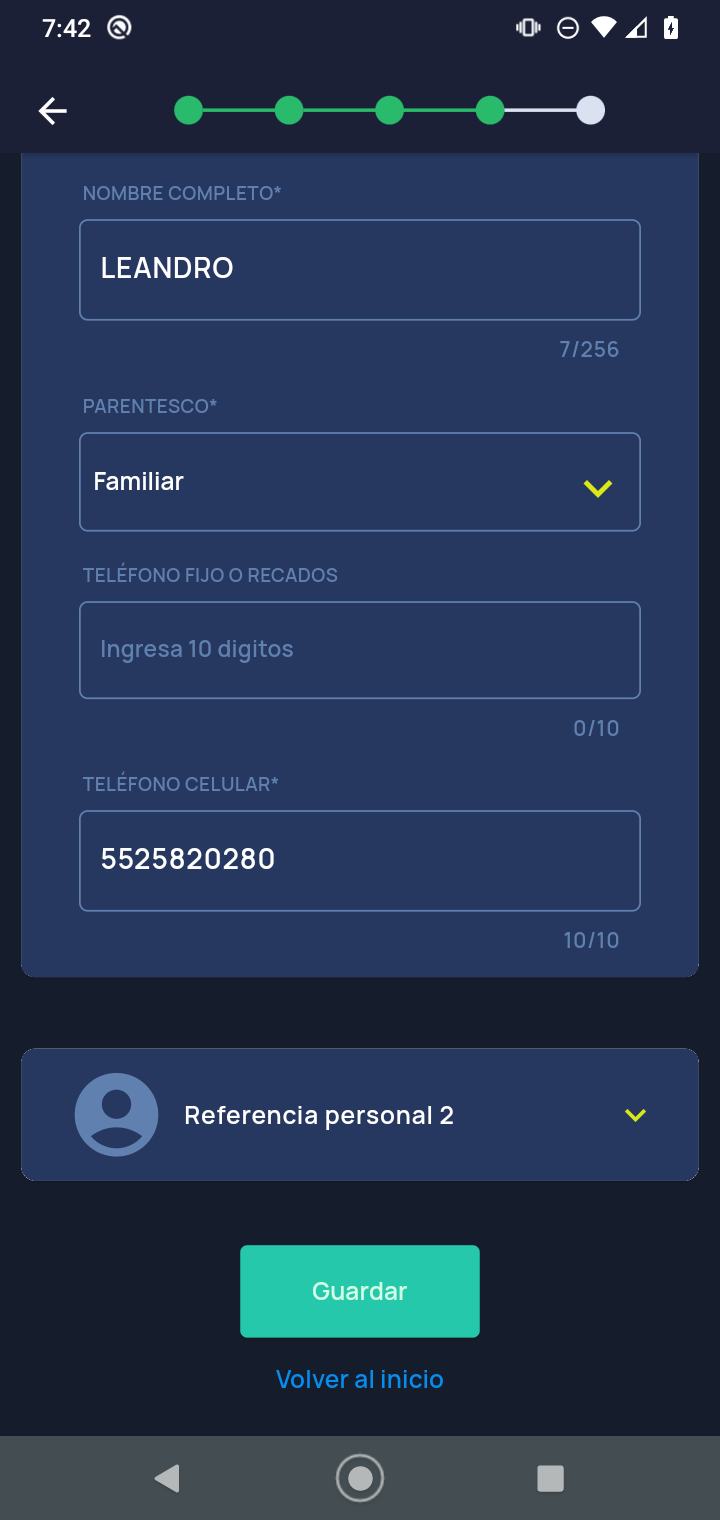 7:42
NOMBRE COMPLETO*
LEANDRO
7/256
PARENTESCO*
Familiar
TELÉFONO FIJO O RECADOS
Ingresa 10 digitos
0/10
TELÉFONO CELULAR*
5525820280
10/10
Referencia personal 2
Guardar
Volver al inicio